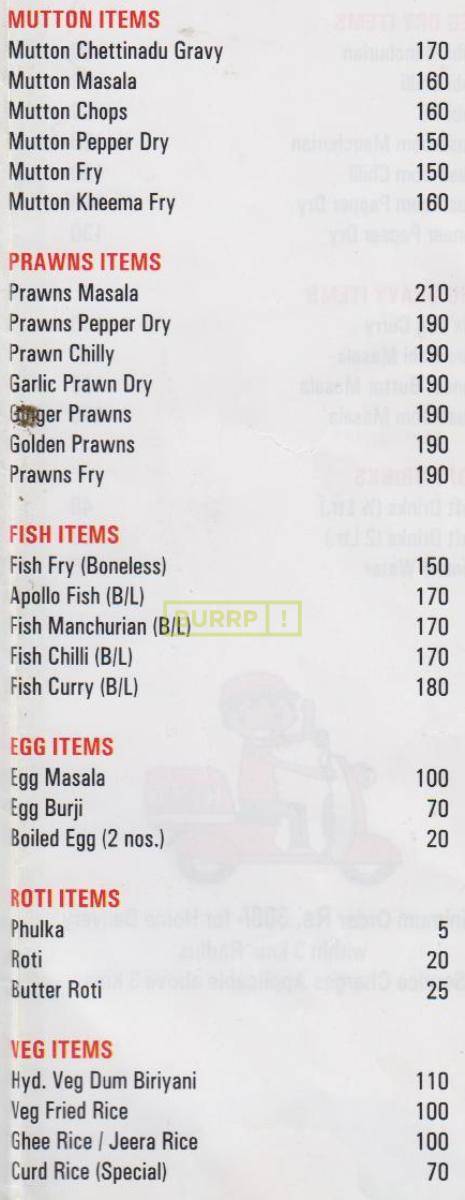 MUTTON ITEMS
Mutton Chettinadu Gravy 170
Mutton Masala 160
Mutton Chops 160
Mutton Pepper Dry 150
Mutton Fry 150
Mutton Kheema Fry 160
PRAWNS ITEMS
Prawns Masala 210
Prawns Pepper Dry 190
Prawn Chilly 190
Garlic Prawn Dry 190
Ginger Prawns 190
Golden Prawns 190
Prawns Fry 190
FISH ITEMS
Fish Fry (Boneless) 150
Apollo Fish (B/L) 170
BURRP!
Fish Manchurian (B/L) 170
Fish Chilli (B/L) 170
Fish Curry (B/L) 180
EGG ITEMS
Egg Masala 100
Egg Burji 70
Boiled Egg (2 nos.) 20
ROTI ITEMS
Phulka 5
Roti 20
Butter Roti 25
VEG ITEMS
Hyd. Veg Dum Biriyani 110
Veg Fried Rice 100
Ghee Rice / Jeera Rice 100
Curd Rice (Special) 70